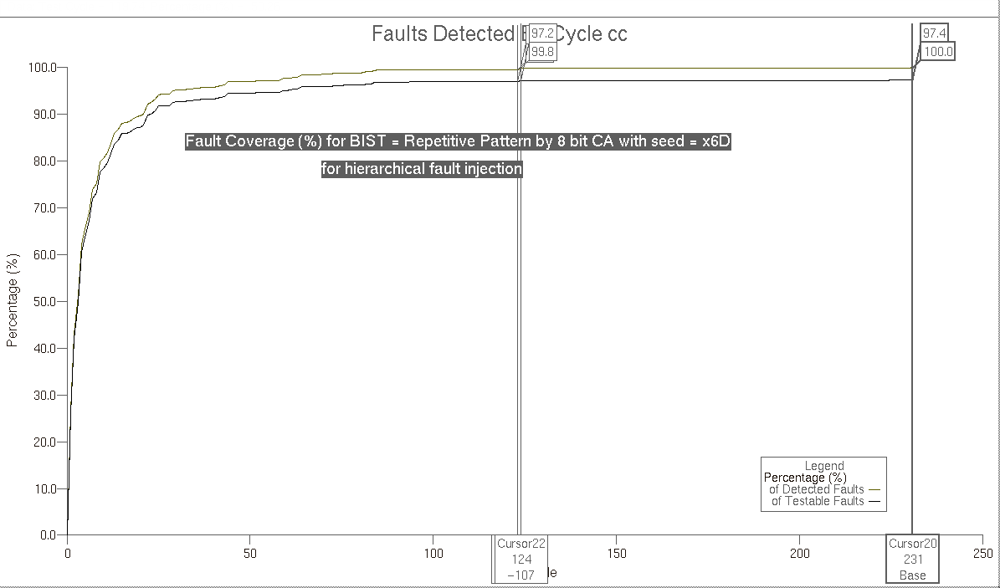 Faults Detected Cycle cc
97.2
99.8
97.4
100.0
100.0
90.0
80.0
70.0
60.0
50.0
40.0
30.0
20.0
10.0
0.0
Percentage (%)
Fault Coverage (%) for BIST = Repetitive Pattern by 8 bit CA with seed = x6D
for hierarchical fault injection
Legend
Percentage (%)
of Detected Faults
of Testable Faults
0
50
100
150
200
250
Cursor22
124
−107
Cursor20
231
Base